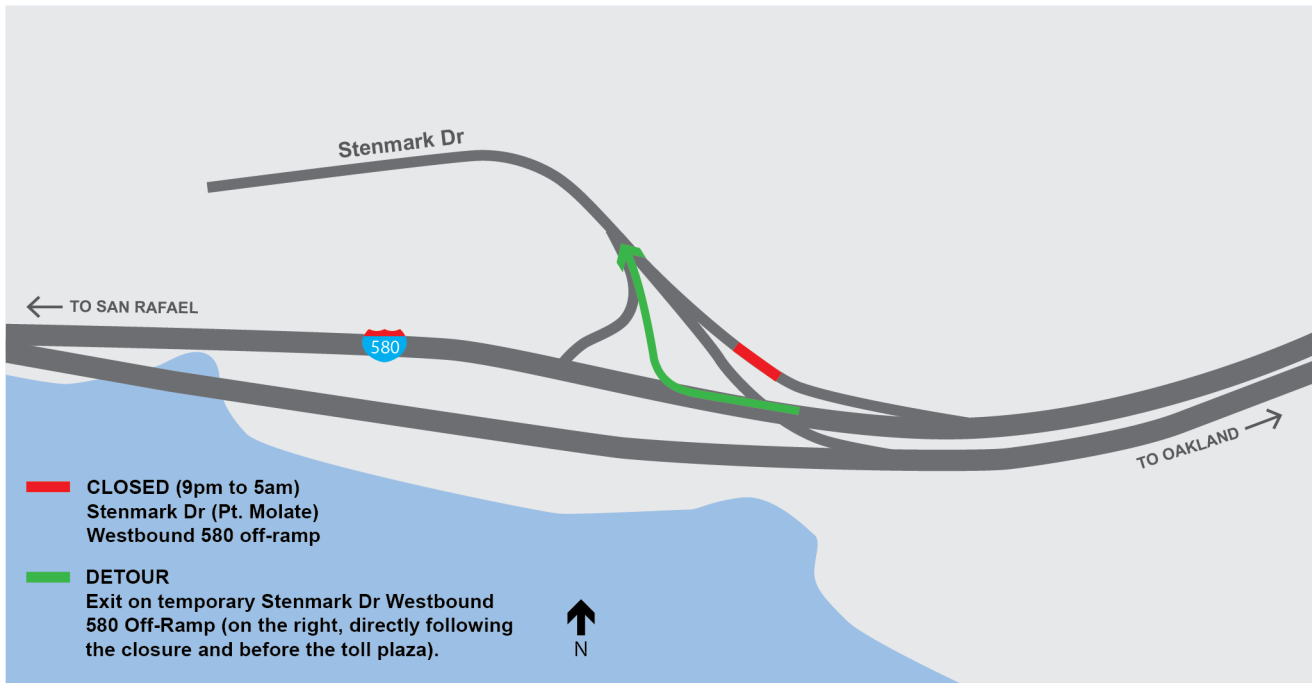 Stenmark Dr
TO SAN RAFAEL
580
TO OAKLAND
CLOSED (9pm to 5am)
Stenmark Dr (Pt. Molate)
Westbound 580 off-ramp
DETOUR
Exit on temporary Stenmark Dr Westbound
580 Off-Ramp (on the right, directly following
the closure and before the toll plaza).
N